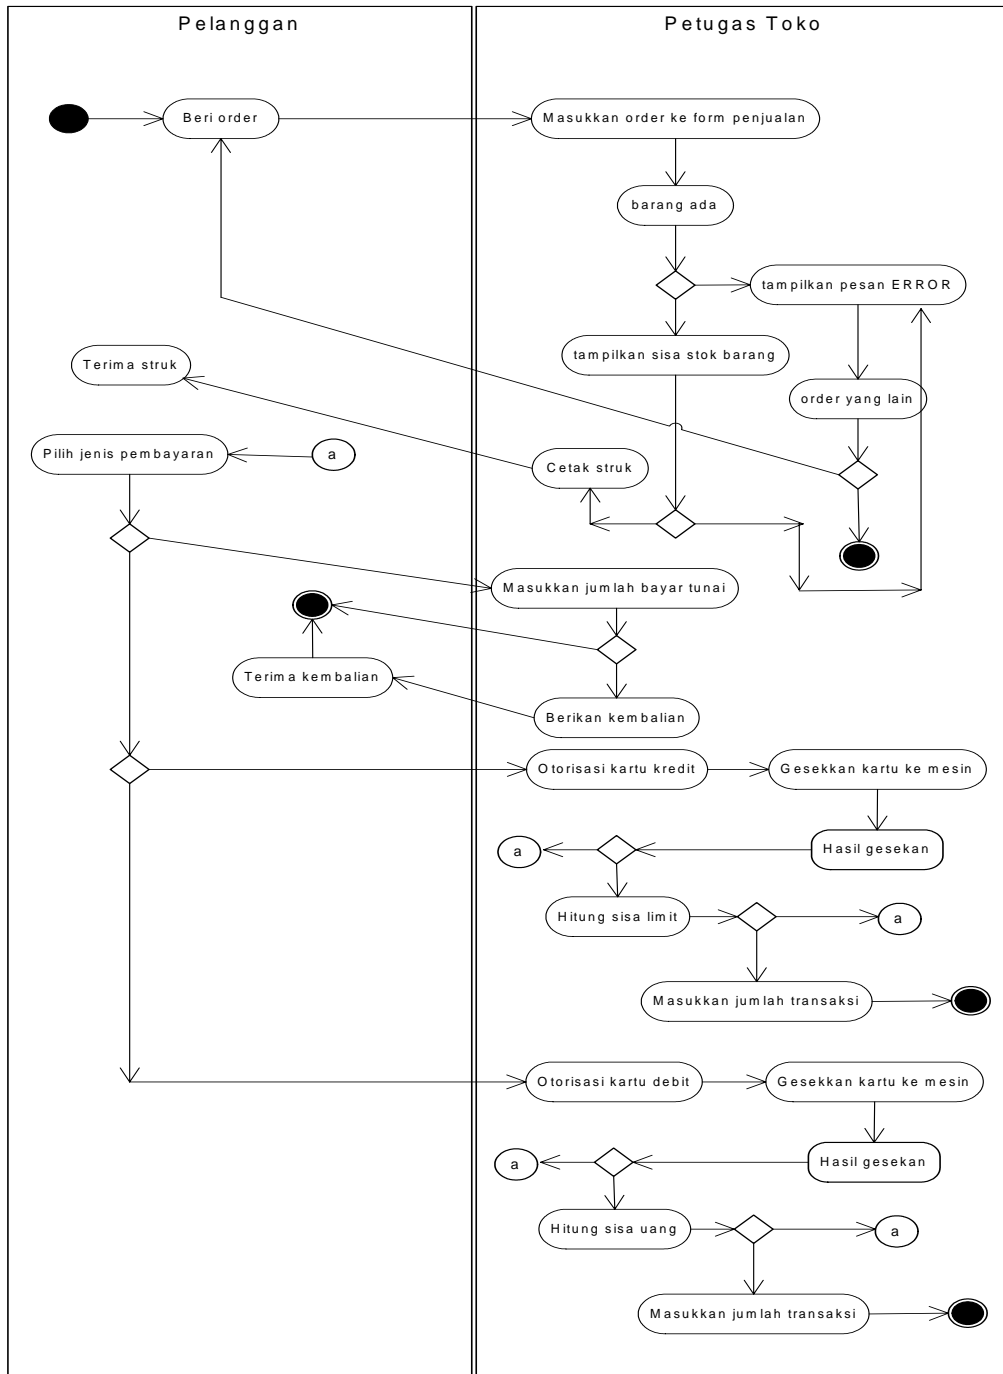 Pelanggan
Petugas Toko
Beri order
Masukkan order ke form penjualan
barang ada
tampilkan pesan ERROR
tampilkan sisa stok barang
Terima struk
order yang lain
Pilih jenis pembayaran
a
Cetak struk
Masukkan jumlah bayar tunai
Terima kembalian
Berikan kembalian
Otorisasi kartu kredit
Gesekkan kartu ke mesin
a
Hasil gesekan
Hitung sisa limit
a
Masukkan jumlah transaksi
Otorisasi kartu debit
Gesekkan kartu ke mesin
a
Hasil gesekan
Hitung sisa uang
a
Masukkan jumlah transaksi